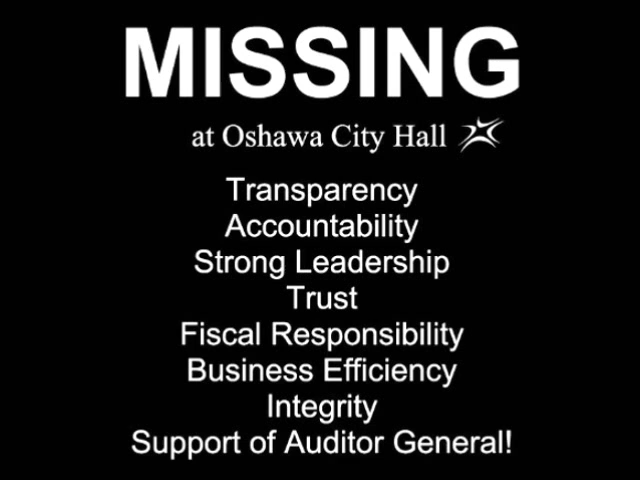 MISSING
at Oshawa City Hall
Transparency
Accountability
Strong Leadership
Trust
Fiscal Responsibility
Business Efficiency
Integrity
Support of Auditor General!